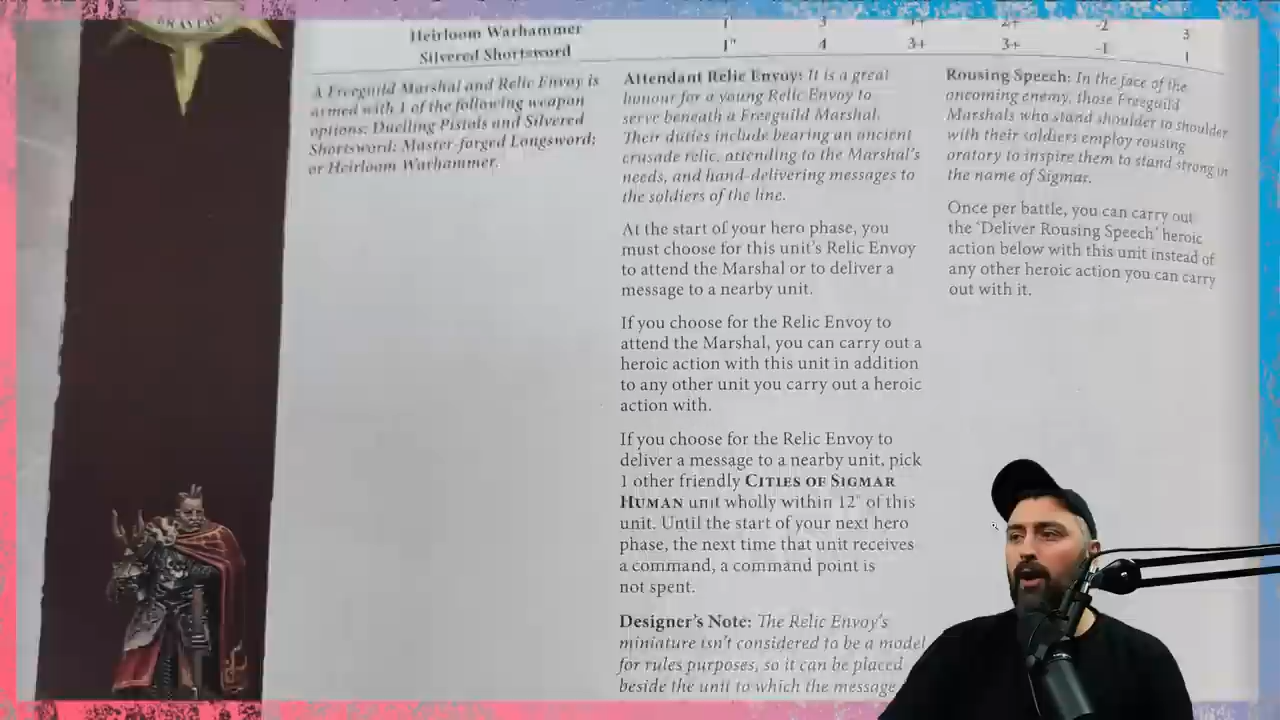 BRAVERY
Heirloom Warhammer 1" 3 -2 3
Silvered Shortsword 1" 4 3+ 3+ -1 1
A Freeguild Marshal and Relic Envoy is
armed with 1 of the following weapon
options: Duelling Pistols and Silvered
Shortsword; Master-forged Longsword;
or Heirloom Warhammer.
Attendant Relic Envoy: It is a great
honour for a young Relic Envoy to
serve beneath a Freeguild Marshal.
Their duties include bearing an ancient
crusade relic, attending to the Marshal's
needs, and hand-delivering messages to
the soldiers of the line.
At the start of your hero phase, you
must choose for this unit's Relic Envoy
to attend the Marshal or to deliver a
message to a nearby unit.
If you choose for the Relic Envoy to
attend the Marshal, you can carry out a
heroic action with this unit in addition
to any other unit you carry out a heroic
action with.
If you choose for the Relic Envoy to
deliver a message to a nearby unit, pick
1 other friendly CITIES OF SIGMAR
HUMAN unit wholly within 12" of this
unit. Until the start of your next hero
phase, the next time that unit receives
a command, a command point is
not spent.
Designer's Note: The Relic Envoy's
miniature isn't considered to be a model
for rules purposes, so it can be placed
beside the unit to which the message
Rousing Speech: In the face of the
oncoming enemy, those Freeguild
Marshals who stand shoulder to shoulder
with their soldiers employ rousing
oratory to inspire them to stand strong in
the name of Sigmar.
Once per battle, you can carry out
the 'Deliver Rousing Speech' heroic
action below with this unit instead of
any other heroic action you can carry
out with it.